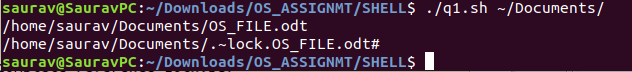 saurav@SauravPC:~/Downloads/OS_ASSIGNMT/SHELL$ ./q1.sh ~/Documents/
/home/saurav/Documents/OS_FILE.odt
/home/saurav/Documents/.~lock.OS_FILE.odt#
saurav@SauravPC:~/Downloads/OS_ASSIGNMT/SHELL$